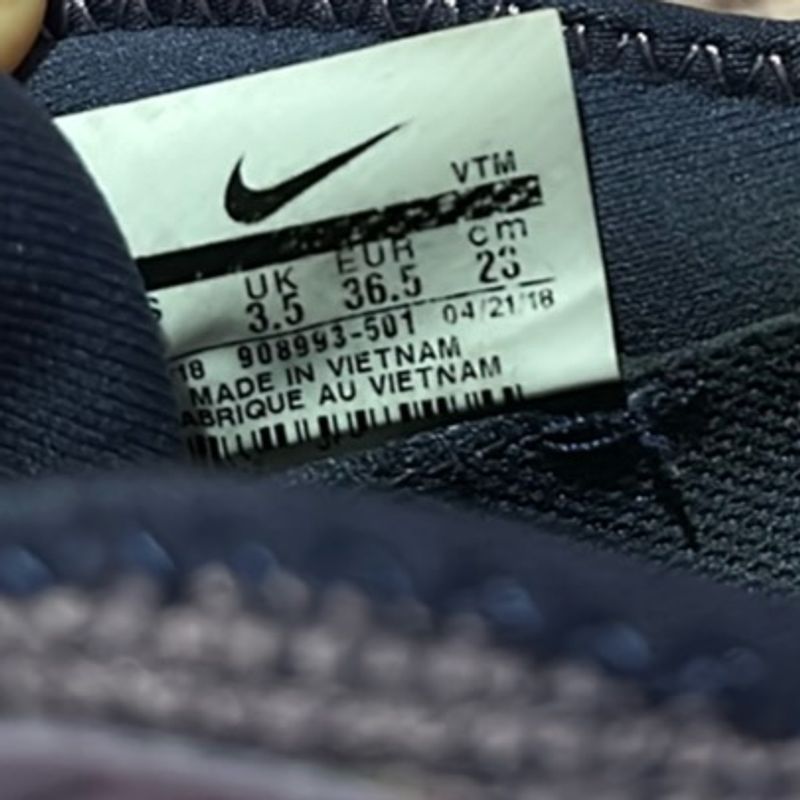 VTM
UK EUR cm
3.5 36.5 23
18 908993-501 04/21/18
MADE IN VIETNAM
ABRIQUE AU VIETNAM